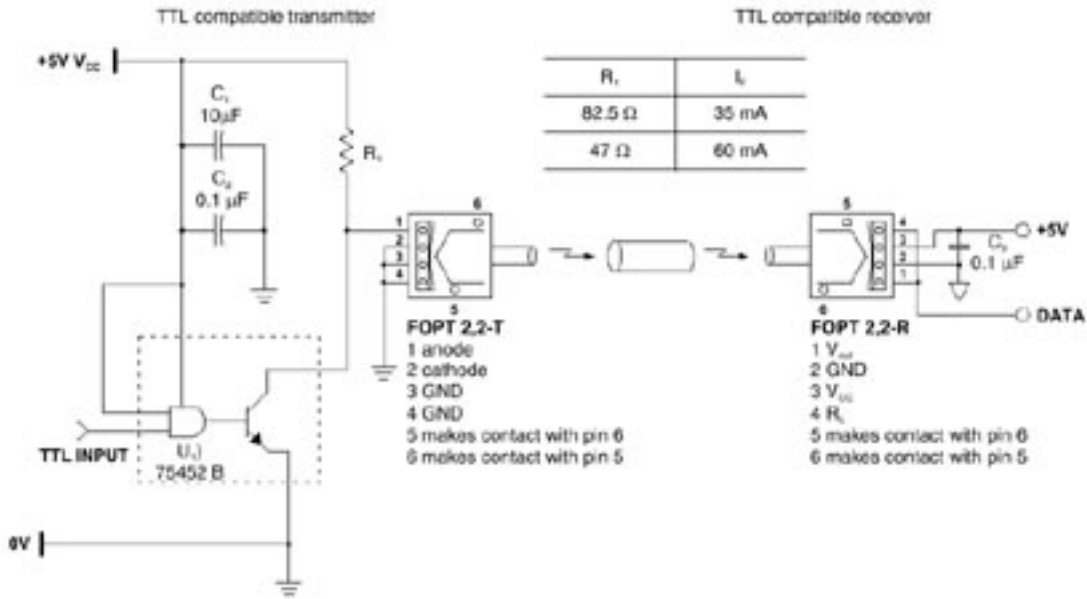 TTL compatible transmitter
TTL compatible receiver
+5V V
C
10µF
C
0.1 µF
R
R I
82.5 Ω 35 mA
47 Ω 60 mA
6
1
2
3
4
5
5
4
3
2
1
6
+5V
C
0.1 µF
DATA
FOPT 2,2-T
1 anode
2 cathode
3 GND
4 GND
5 makes contact with pin 6
6 makes contact with pin 5
FOPT 2,2-R
1 V
2 GND
3 V
4 R
5 makes contact with pin 6
6 makes contact with pin 5
TTL INPUT
75452 B
0V